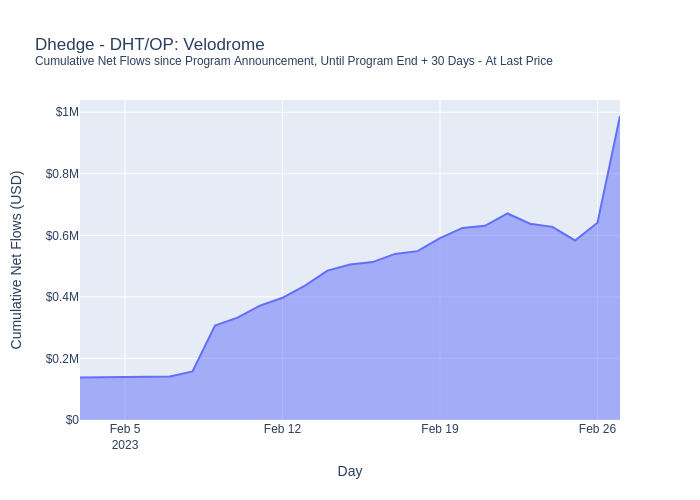 Dhedge - DHT/OP: Velodrome
Cumulative Net Flows since Program Announcement, Until Program End + 30 Days - At Last Price
$1M
$0.8M
$0.6M
$0.4M
$0.2M
$0
Cumulative Net Flows (USD)
Feb 5
2023
Feb 12
Feb 19
Feb 26
Day